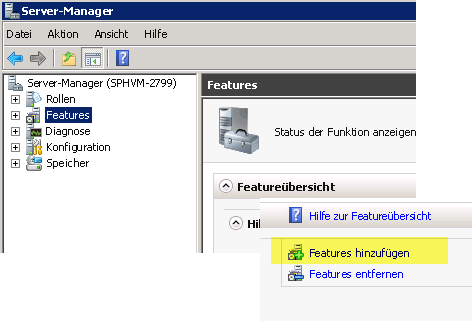 Server-Manager
Datei Aktion Ansicht Hilfe
Server-Manager (SPHVM-2799)
Rollen
Features
Diagnose
Konfiguration
Speicher
Features
Status der Funktion anzeigen
Featureübersicht
Hil
Hilfe zur Featureübersicht
Features hinzufügen
Features entfernen